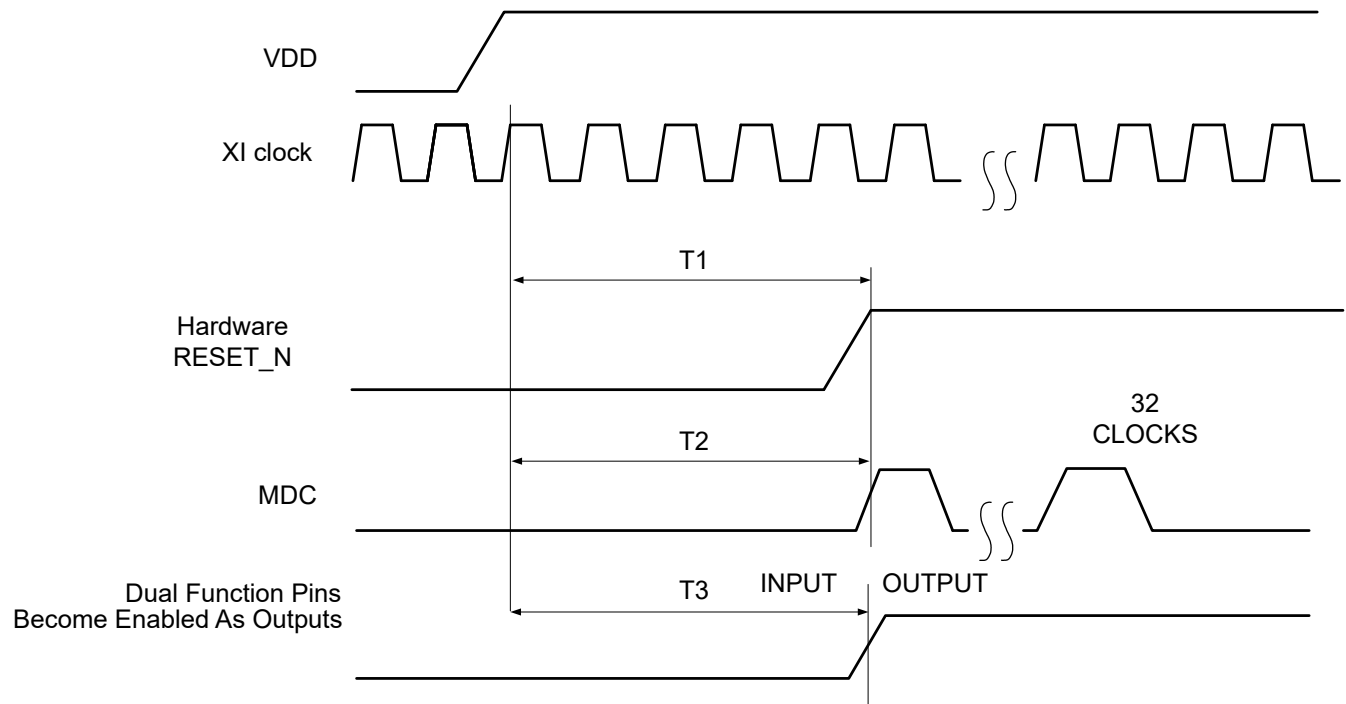 VDD
XI clock
T1
Hardware
RESET_N
32
CLOCKS
T2
MDC
Dual Function Pins
Become Enabled As Outputs
T3
INPUT
OUTPUT